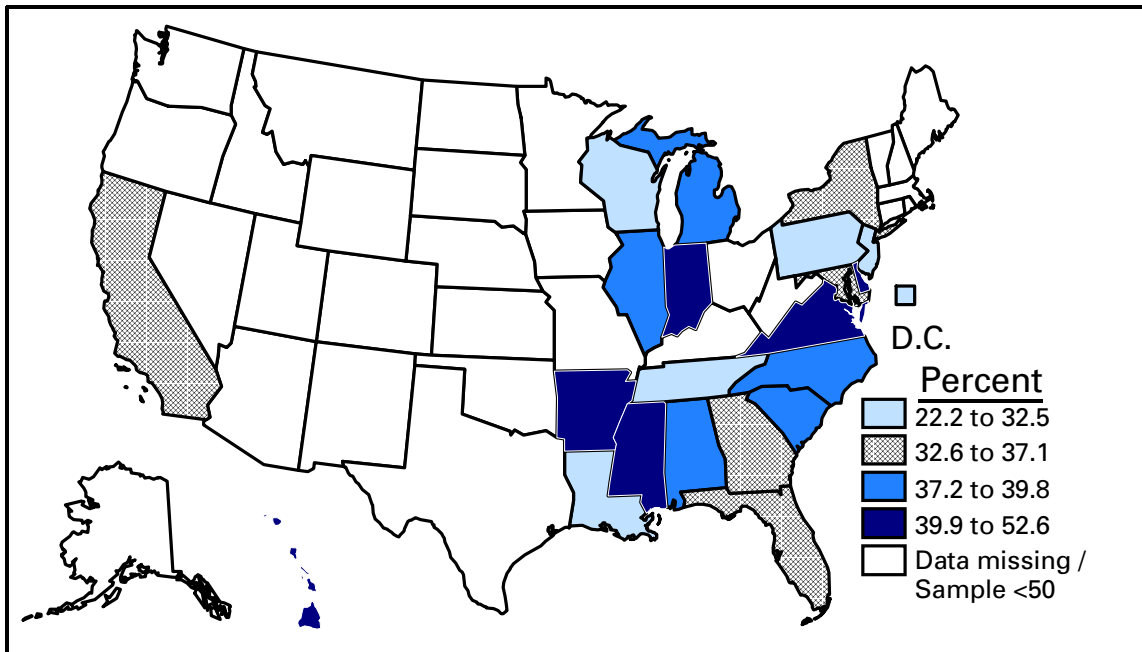 D.C.
Percent
22.2 to 32.5
32.6 to 37.1
37.2 to 39.8
39.9 to 52.6
Data missing /
Sample <50